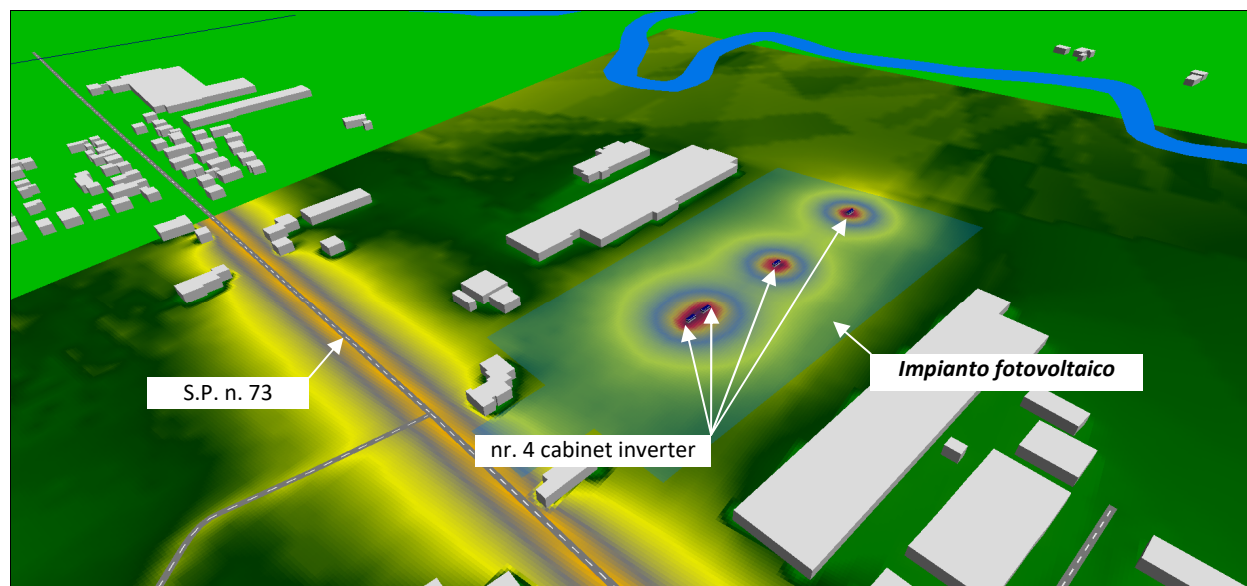 Impianto fotovoltaico
S.P. n. 73
nr. 4 cabinet inverter